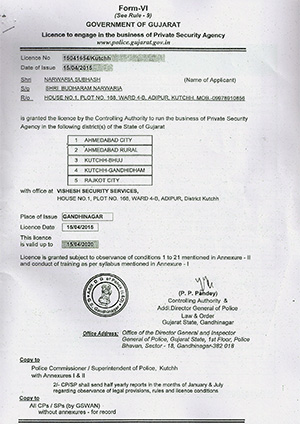 Form-VI
(See Rule - 9)
GOVERNMENT OF GUJARAT
Licence to engage in the business of Private Security Agency
www.police.gujarat.gov.in
Licence No 15041654/Kutchh
Date of Issue 15/04/2015
Shri NARWARIA SUBHASH (Name of Applicant)
S/o SHRI BUDHARAM NARWARIA
R/o HOUSE NO.1, PLOT NO. 168, WARD 4-B, ADIPUR, KUTCHH. MOB.-09978910856
is granted the licence by the Controlling Authority to run the business of Private Security
Agency in the following district(s) of the State of Gujarat
1 AHMEDABAD CITY
2 AHMEDABAD RURAL
3 KUTCHH-BHUJ
4 KUTCHH-GANDHIDHAM
5 RAJKOT CITY
with office at VISHESH SECURITY SERVICES,
HOUSE NO.1, PLOT NO. 168, WARD 4-B, ADIPUR, District Kutchh
Place of Issue GANDHINAGAR
Licence Date 15/04/2015
This licence
is valid up to 15/04/2020
Licence is granted subject to observance of conditions 1 to 21 mentioned in Annexure - II
and conduct of training as per syllabus mentioned in Annexure - I
(P. P. Pandey)
Controlling Authority &
Addl.Director General of Police
Law & Order
Gujarat State, Gandhinagar
Office Address: Office of the Director General and Inspector
General of Police, Gujarat State, 1st Floor, Police
Bhavan, Sector - 18, Gandhinagar-382 018
Copy to
Police Commissioner / Superintendent of Police, Kutchh
with Annexures I & II
2/- CP/SP shall send half yearly reports in the months of January & July
regarding observance of legal provisions, rules and licence conditions
Copy to
All CPs / SPs (by GSWAN)
without annexures - for record